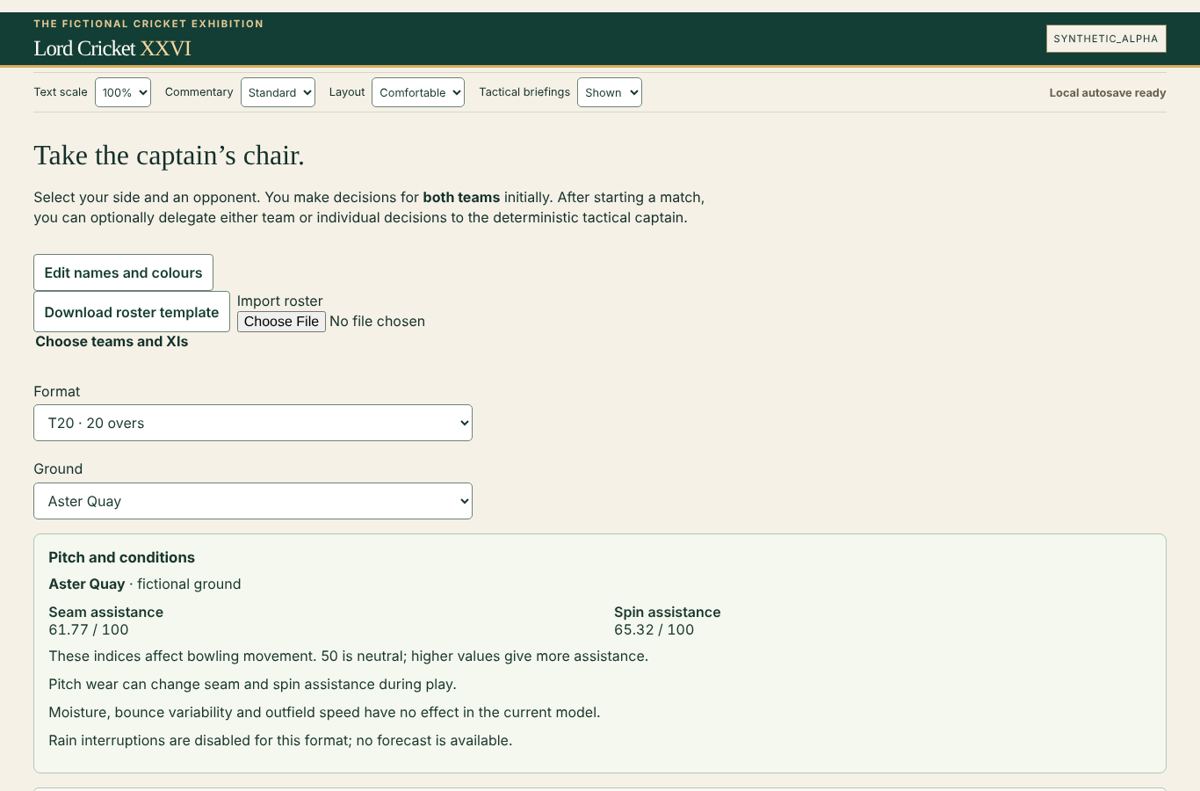 THE FICTIONAL CRICKET EXHIBITION
Lord Cricket XXVI
SYNTHETIC_ALPHA
Text scale 100% Commentary Standard Layout Comfortable Tactical briefings Shown Local autosave ready
Take the captain’s chair.
Select your side and an opponent. You make decisions for both teams initially. After starting a match,
you can optionally delegate either team or individual decisions to the deterministic tactical captain.
Edit names and colours
Download roster template
Import roster
Choose File No file chosen
Choose teams and XIs
Format
T20 · 20 overs
Ground
Aster Quay
Pitch and conditions
Aster Quay · fictional ground
Seam assistance
61.77 / 100
Spin assistance
65.32 / 100
These indices affect bowling movement. 50 is neutral; higher values give more assistance.
Pitch wear can change seam and spin assistance during play.
Moisture, bounce variability and outfield speed have no effect in the current model.
Rain interruptions are disabled for this format; no forecast is available.